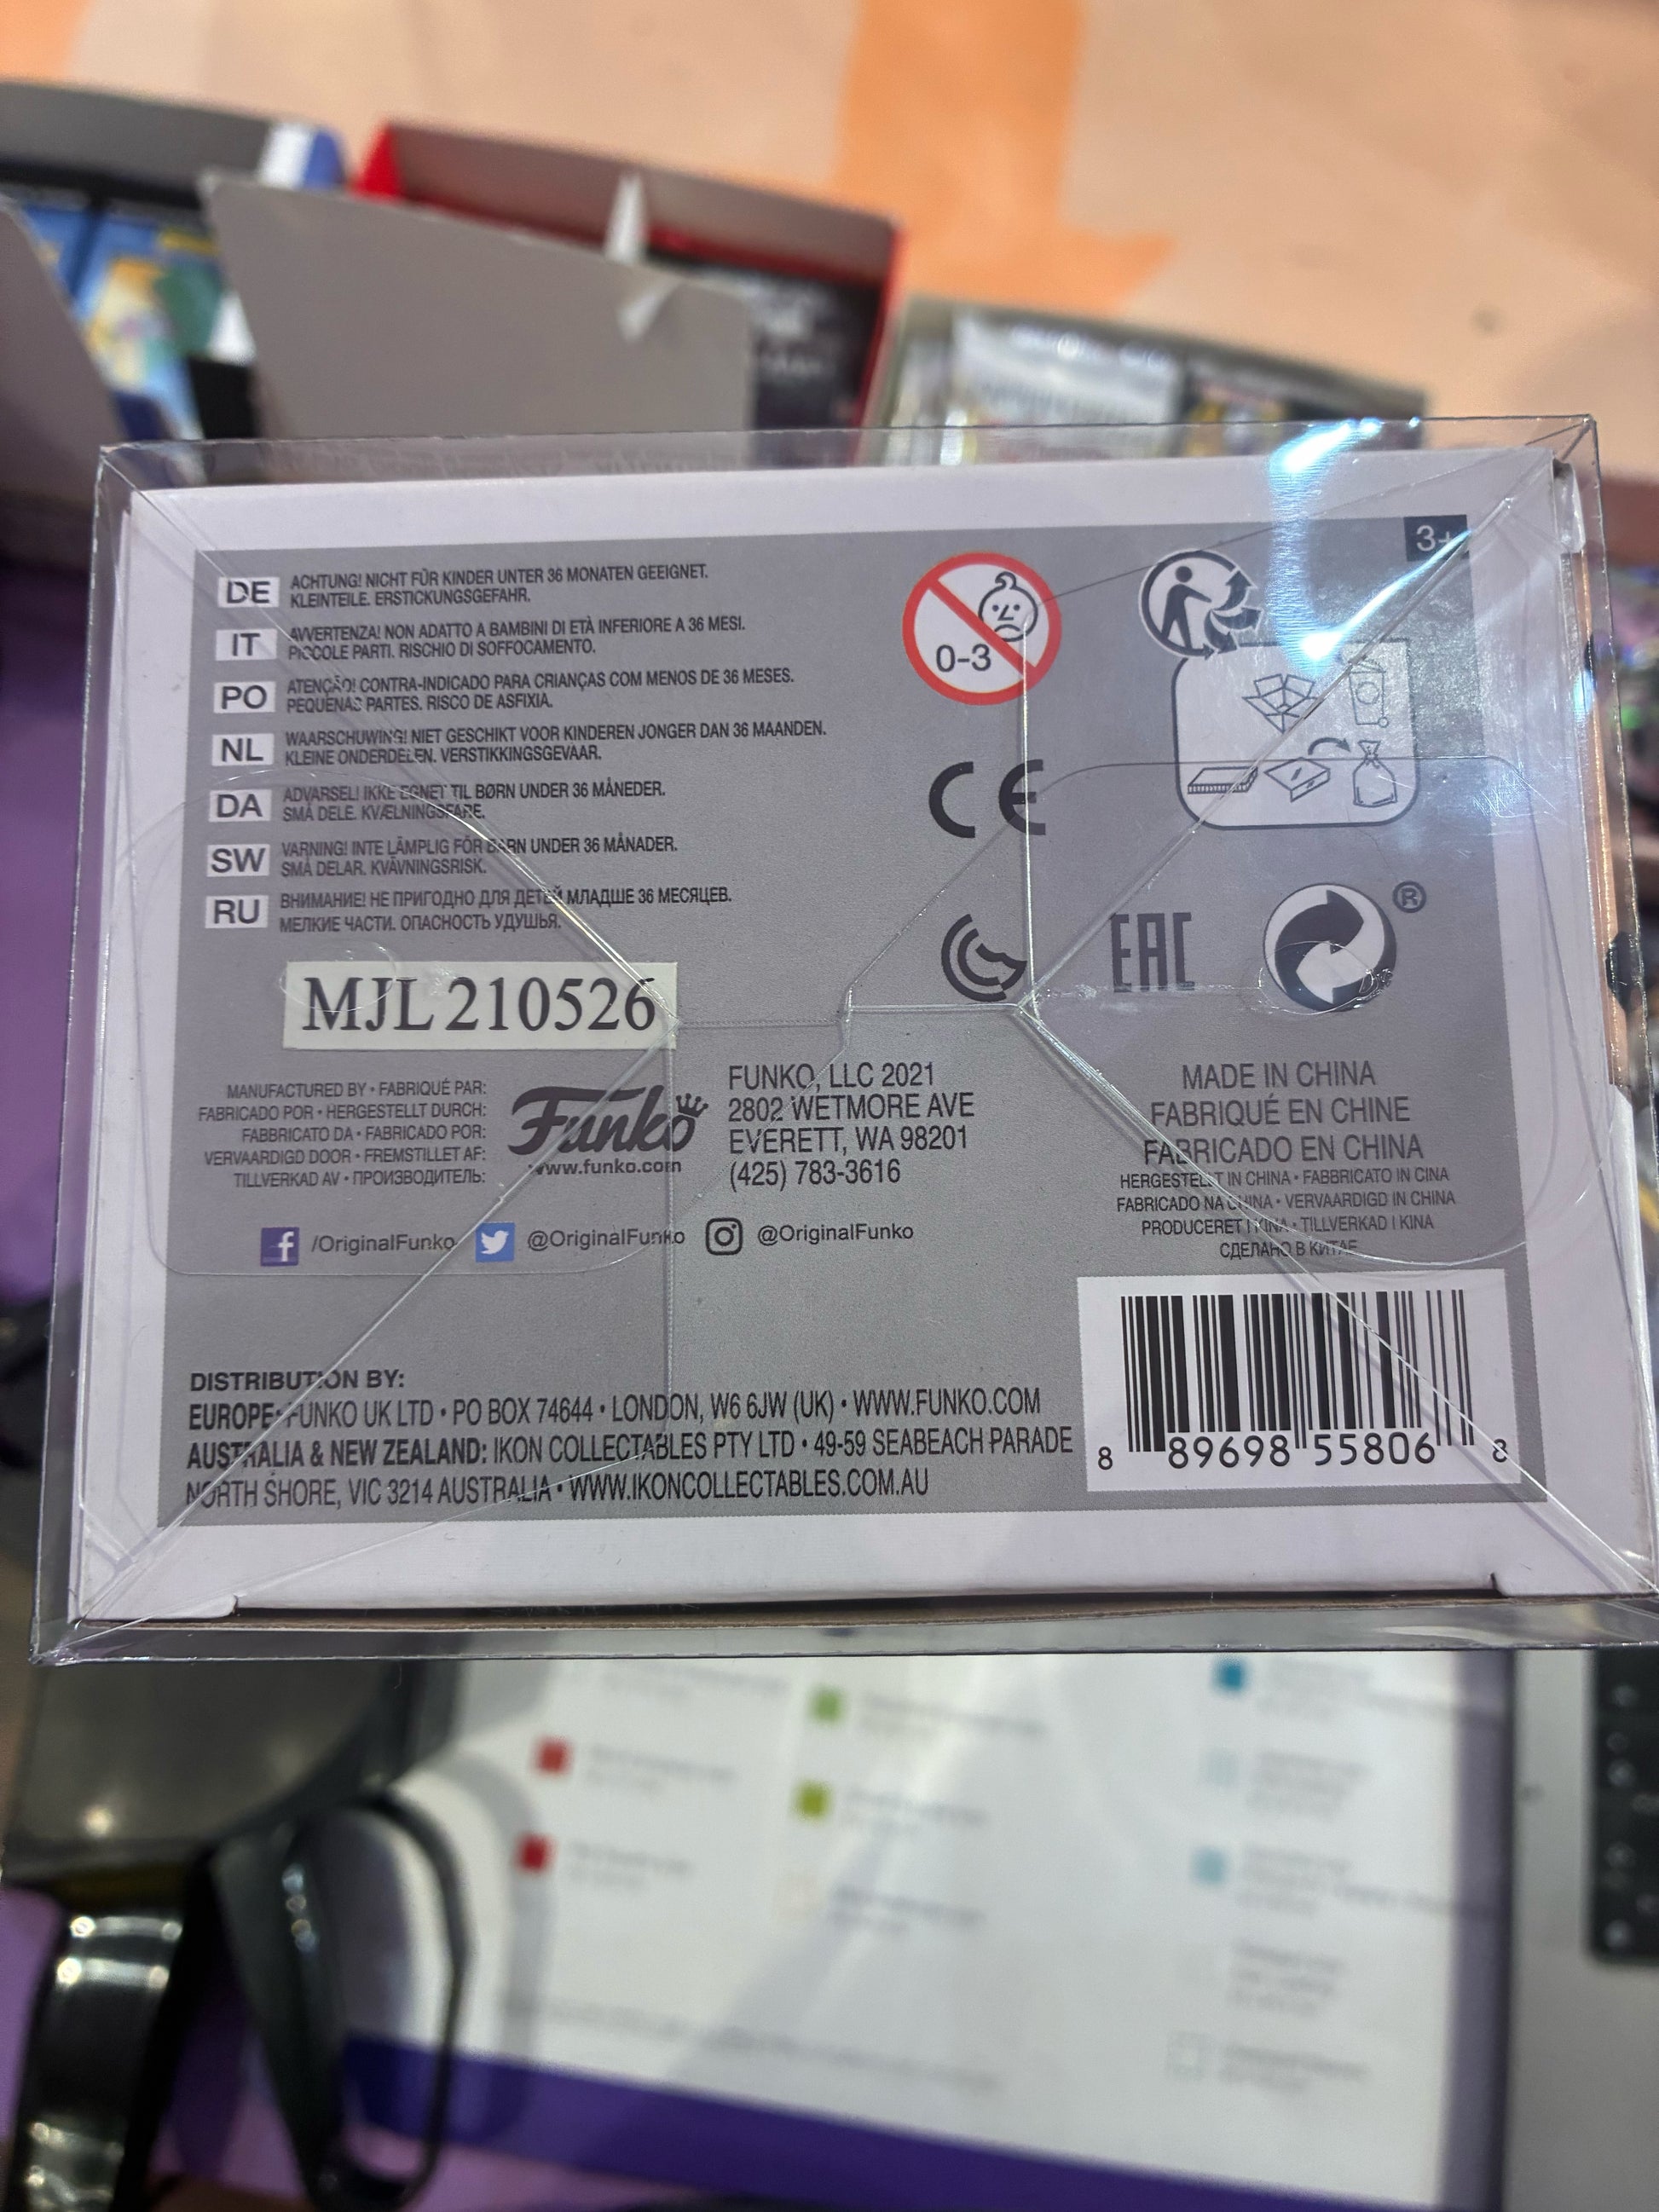 3+
DE
ACHTUNG! NICHT FÜR KINDER UNTER 36 MONATEN GEEIGNET.
KLEINTEILE. ERSTICKUNGSGEFAHR.
IT
AVVERTENZA! NON ADATTO A BAMBINI DI ETÀ INFERIORE A 36 MESI.
PICCOLE PARTI. RISCHIO DI SOFFOCAMENTO.
PO
ATENÇÃO! CONTRA-INDICADO PARA CRIANÇAS COM MENOS DE 36 MESES.
PEQUENAS PARTES. RISCO DE ASFIXIA.
NL
WAARSCHUWING! NIET GESCHIKT VOOR KINDEREN JONGER DAN 36 MAANDEN.
KLEINE ONDERDELEN. VERSTIKKINGSGEVAAR.
DA
ADVARSEL! IKKE EGNET TIL BØRN UNDER 36 MÅNEDER.
SMÅ DELE. KVÆLNINGSFARE.
SW
VARNING! INTE LÄMPLIG FÖR BARN UNDER 36 MÅNADER.
SMÅ DELAR. KVÄVNINGSRISK.
RU
ВНИМАНИЕ! НЕ ПРИГОДНО ДЛЯ ДЕТЕЙ МЛАДШЕ 36 МЕСЯЦЕВ.
МЕЛКИЕ ЧАСТИ. ОПАСНОСТЬ УДУШЬЯ.
0-3
CE
EAC
®
MJL210526
MANUFACTURED BY • FABRIQUÉ PAR:
FABRICADO POR • HERGESTELLT DURCH:
FABBRICATO DA • FABRICADO POR:
VERVAARDIGD DOOR • FREMSTILLET AF:
TILLVERKAD AV • ПРОИЗВОДИТЕЛЬ:
Funko
www.funko.com
FUNKO, LLC 2021
2802 WETMORE AVE
EVERETT, WA 98201
(425) 783-3616
MADE IN CHINA
FABRIQUÉ EN CHINE
FABRICADO EN CHINA
HERGESTELLT IN CHINA • FABBRICATO IN CINA
FABRICADO NA CHINA • VERVAARDIGD IN CHINA
PRODUCERET I KINA • TILLVERKAD I KINA
СДЕЛАНО В КИТАЕ
/OriginalFunko @OriginalFunko @OriginalFunko
DISTRIBUTION BY:
EUROPE: FUNKO UK LTD • PO BOX 74644 • LONDON, W6 6JW (UK) • WWW.FUNKO.COM
AUSTRALIA & NEW ZEALAND: IKON COLLECTABLES PTY LTD • 49-59 SEABEACH PARADE
NORTH SHORE, VIC 3214 AUSTRALIA • WWW.IKONCOLLECTABLES.COM.AU
8 89698 55806 8